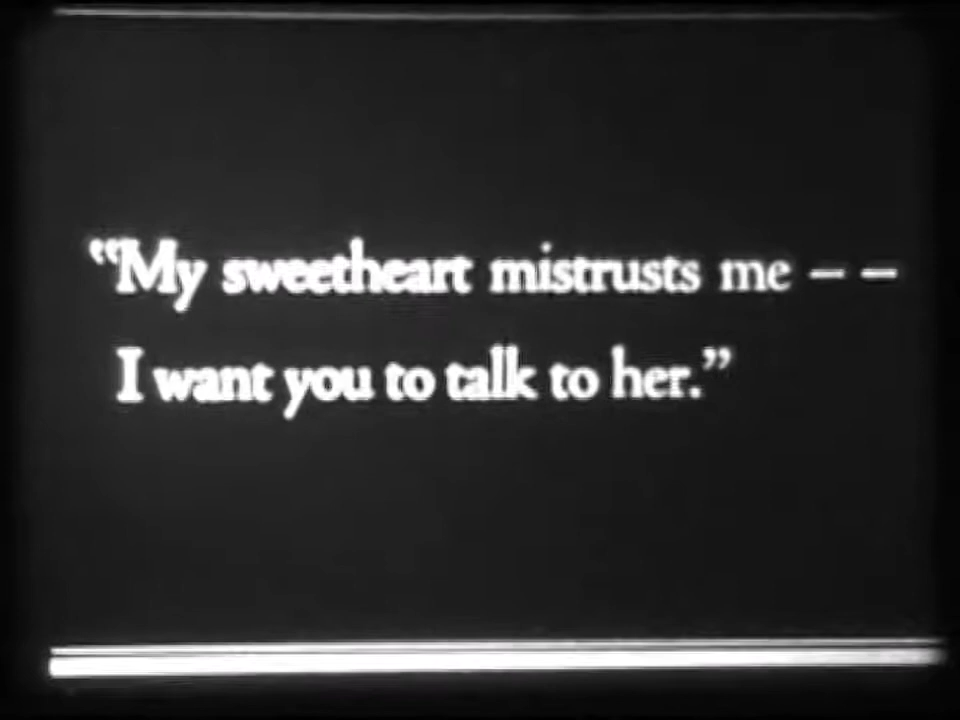 “My sweetheart mistrusts me – –
I want you to talk to her.”